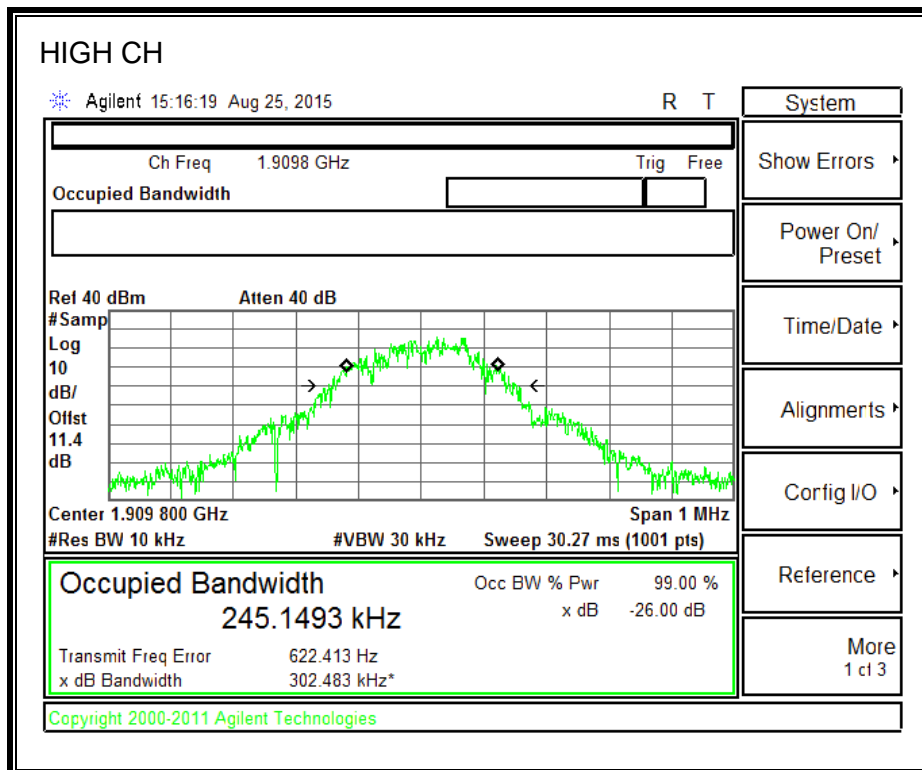 HIGH CH
Agilent 15:16:19 Aug 25, 2015 R T
System
Ch Freq 1.9098 GHz Trig Free
Show Errors
Occupied Bandwidth
Power On/
Preset
Ref 40 dBm Atten 40 dB
#Samp
Log
10
dB/
Offst
11.4
dB
Time/Date
Alignments
Config I/O
Center 1.909 800 GHz Span 1 MHz
#Res BW 10 kHz #VBW 30 kHz Sweep 30.27 ms (1001 pts)
Occupied Bandwidth Occ BW % Pwr 99.00 %
245.1493 kHz x dB -26.00 dB
Reference
Transmit Freq Error 622.413 Hz
x dB Bandwidth 302.483 kHz*
More
1 of 3
Copyright 2000-2011 Agilent Technologies